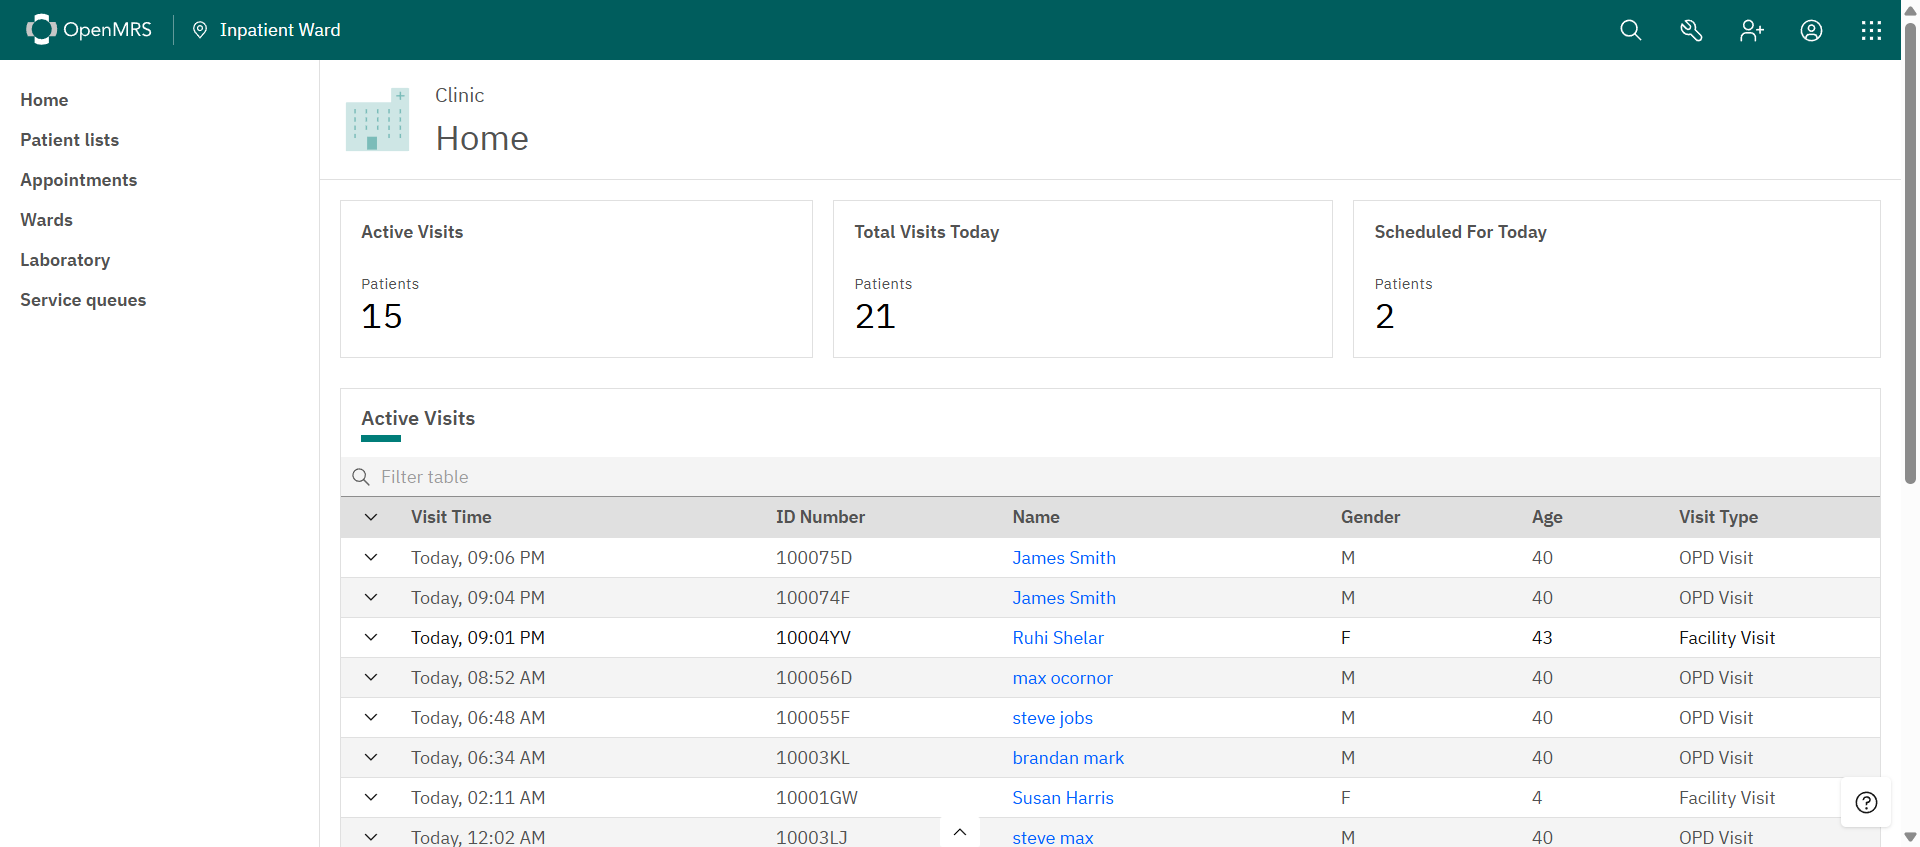 OpenMRS Inpatient Ward
Home
Patient lists
Appointments
Wards
Laboratory
Service queues
Clinic
Home
Active Visits
Patients
15
Total Visits Today
Patients
21
Scheduled For Today
Patients
2
Active Visits
Filter table
Visit Time ID Number Name Gender Age Visit Type
Today, 09:06 PM 100075D James Smith M 40 OPD Visit
Today, 09:04 PM 100074F James Smith M 40 OPD Visit
Today, 09:01 PM 10004YV Ruhi Shelar F 43 Facility Visit
Today, 08:52 AM 100056D max ocornor M 40 OPD Visit
Today, 06:48 AM 100055F steve jobs M 40 OPD Visit
Today, 06:34 AM 10003KL brandan mark M 40 OPD Visit
Today, 02:11 AM 10001GW Susan Harris F 4 Facility Visit
Today, 12:02 AM 10003LJ steve max M 40 OPD Visit